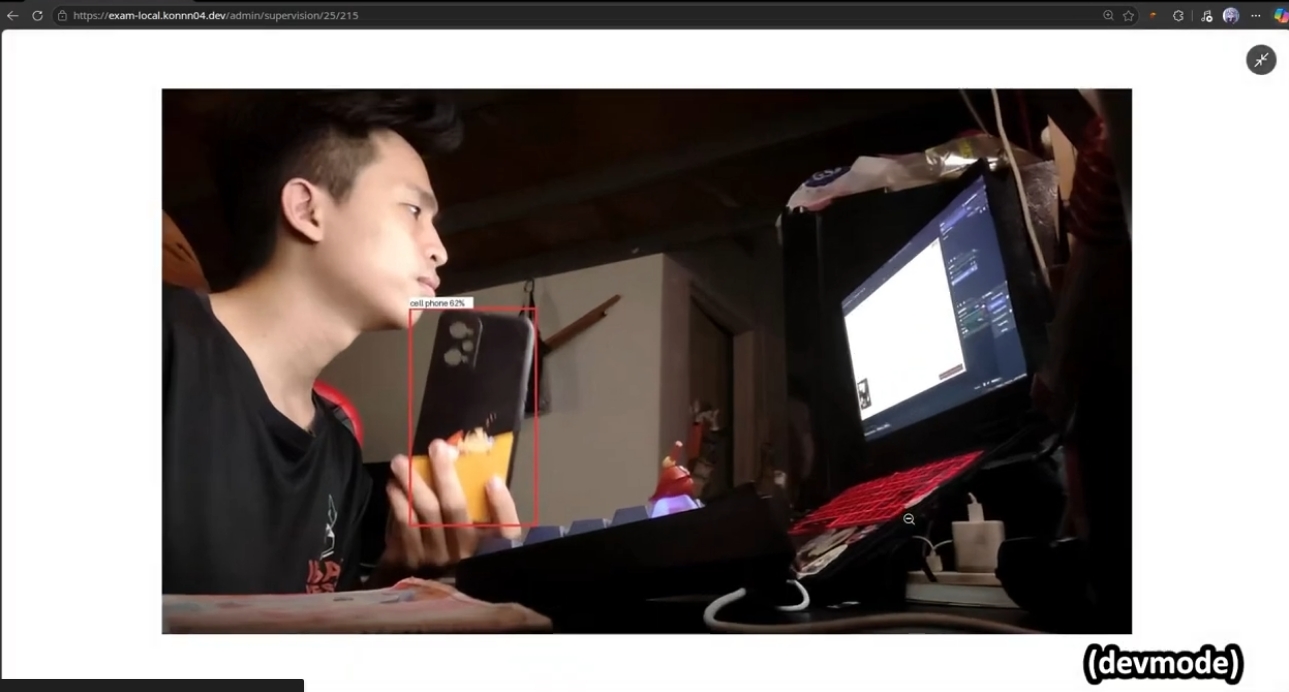 https://exam-local.konnn04.dev/admin/supervision/25/215
cell phone 62%
(devmode)